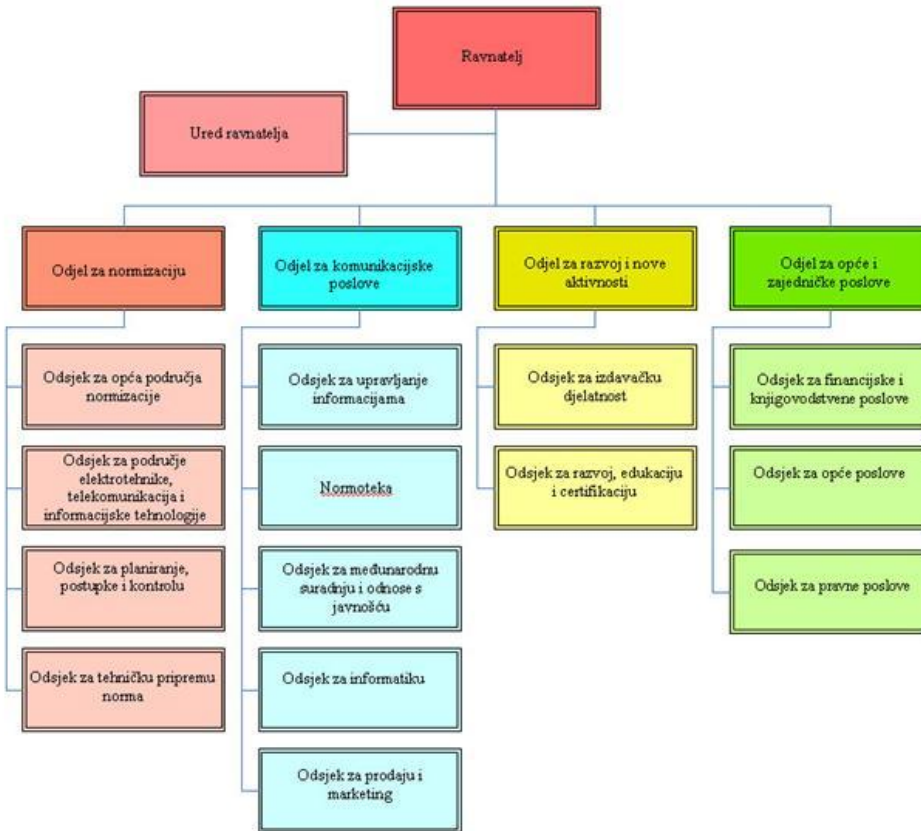 Ravnatelj
Ured ravnatelja
Odjel za normizaciju
Odjel za komunikacijske
poslove
Odjel za razvoj i nove
aktivnosti
Odjel za opće i
zajedničke poslove
Odsjek za opća područja
normizacije
Odsjek za područje
elektrotehnike,
telekomunikacija i
informacijske tehnologije
Odsjek za planiranje,
postupke i kontrolu
Odsjek za tehničku pripremu
norma
Odsjek za upravljanje
informacijama
Normoteka
Odsjek za međunarodnu
suradnju i odnose s
javnošću
Odsjek za informatiku
Odsjek za prodaju i
marketing
Odsjek za izdavačku
djelatnost
Odsjek za razvoj, edukaciju
i certifikaciju
Odsjek za financijske i
knjigovodstvene poslove
Odsjek za opće poslove
Odsjek za pravne poslove